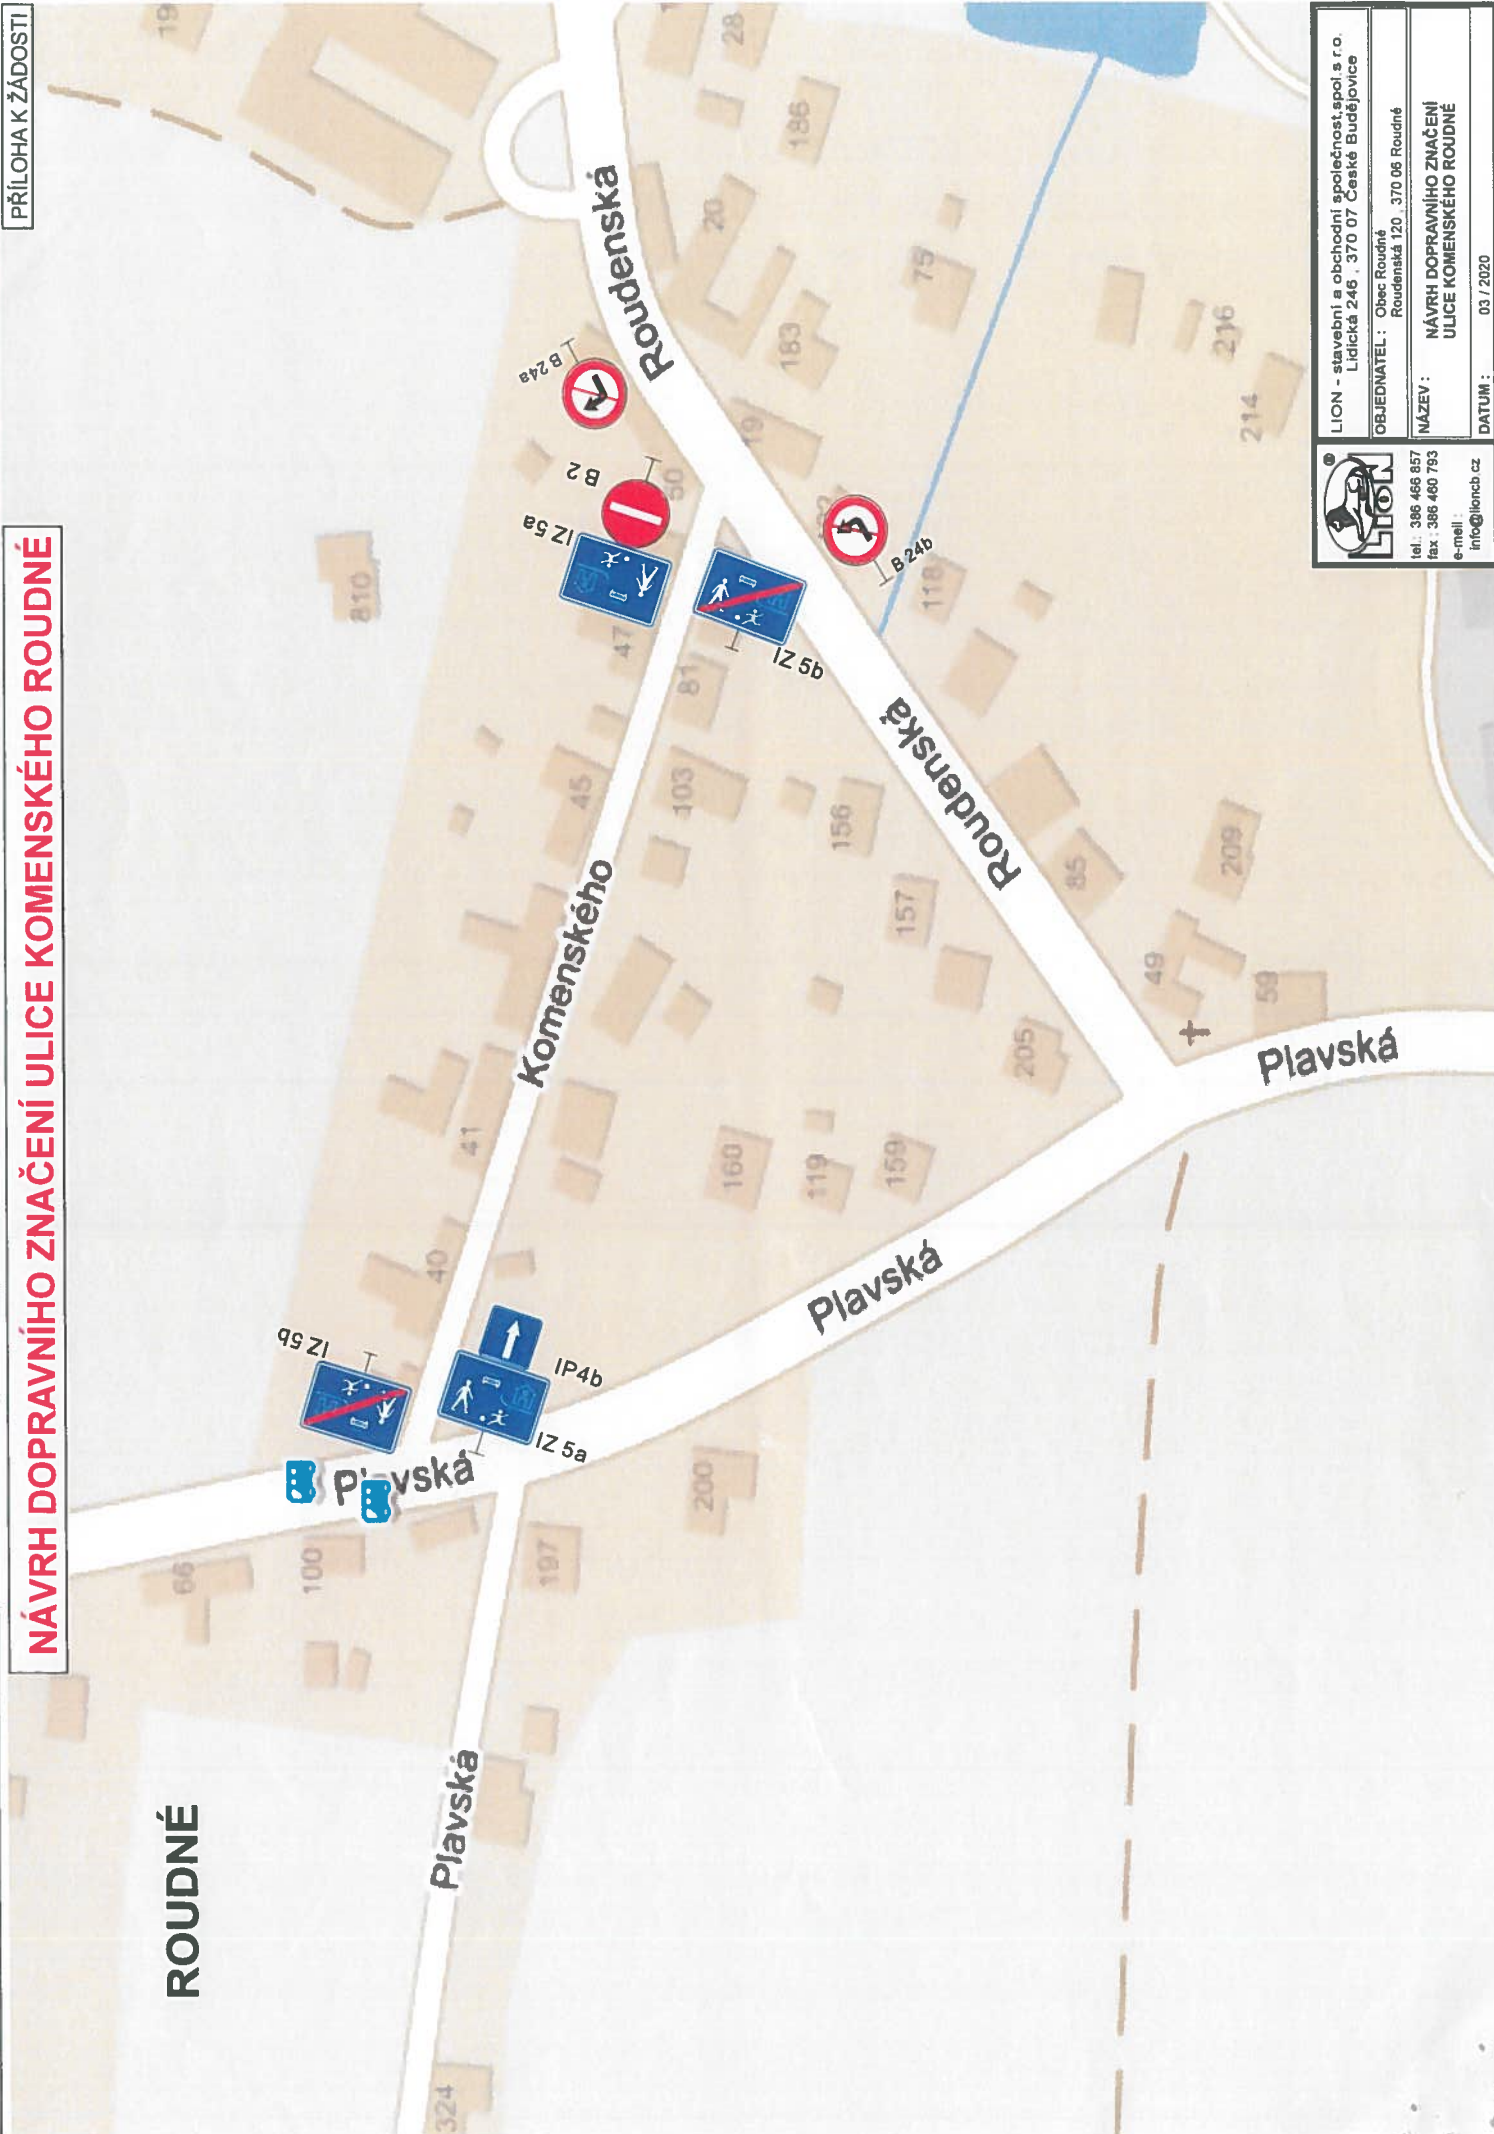 PŘÍLOHA K ŽÁDOSTI
NÁVRH DOPRAVNÍHO ZNAČENÍ ULICE KOMENSKÉHO ROUDNÉ
ROUDNÉ
Plavská
Plavská
Plavská
Plavská
Komenského
Roudenská
Roudenská
IZ 5b
IZ 5a
IP4b
IZ 5a
B 2
B 24a
IZ 5b
B 24b
324
66
100
197
200
40
41
45
47
50
81
103
160
119
159
156
157
205
810
19
28
186
20
183
75
19
118
85
209
49
59
214
216
LION
®
tel.: 386 466 857
fax : 386 460 793
e-mail :
info@lioncb.cz
LION - stavební a obchodní společnost,spol.s r.o.
Lidická 246 , 370 07 České Budějovice
OBJEDNATEL : Obec Roudné
Roudenská 120 , 370 06 Roudné
NÁZEV : NÁVRH DOPRAVNÍHO ZNAČENÍ
ULICE KOMENSKÉHO ROUDNÉ
DATUM : 03 / 2020